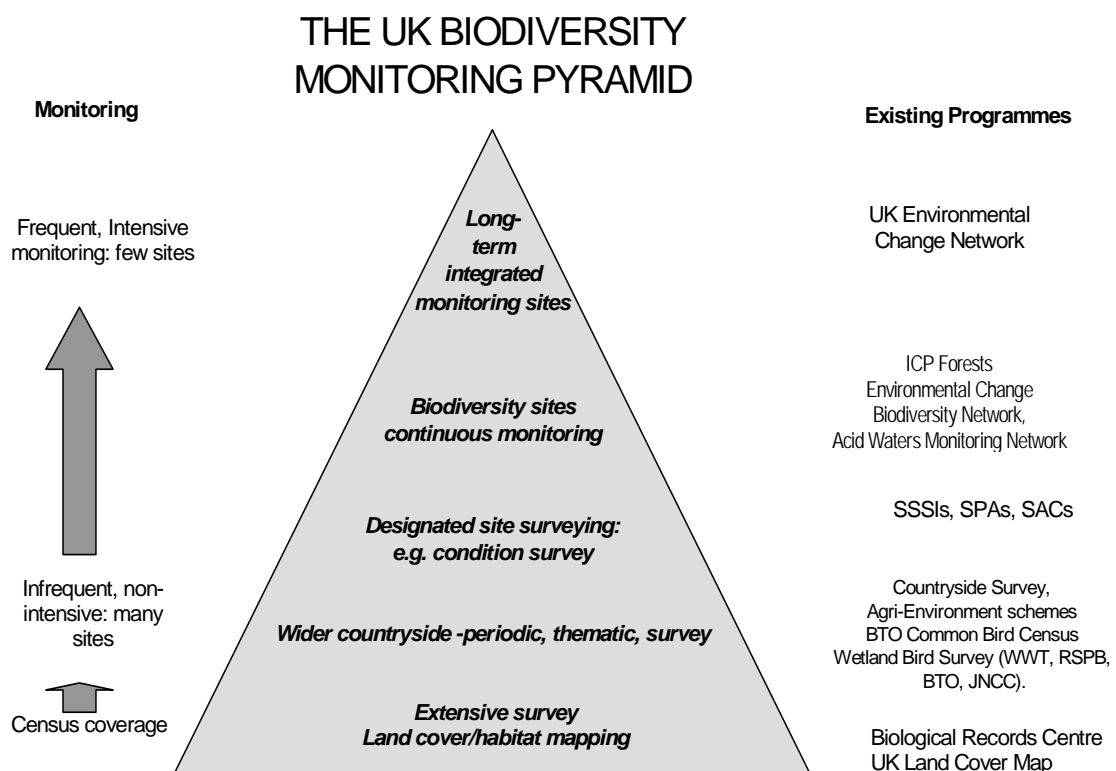 THE UK BIODIVERSITY
MONITORING PYRAMID
Monitoring
Existing Programmes
Frequent, Intensive
monitoring: few sites
Long-
term
integrated
monitoring sites
UK Environmental
Change Network
Biodiversity sites
continuous monitoring
ICP Forests
Environmental Change
Biodiversity Network,
Acid Waters Monitoring Network
Designated site surveying:
e.g. condition survey
SSSIs, SPAs, SACs
Infrequent, non-
intensive: many
sites
Wider countryside -periodic, thematic, survey
Countryside Survey,
Agri-Environment schemes
BTO Common Bird Census
Wetland Bird Survey (WWT, RSPB,
BTO, JNCC).
Census coverage
Extensive survey
Land cover/habitat mapping
Biological Records Centre
UK Land Cover Map